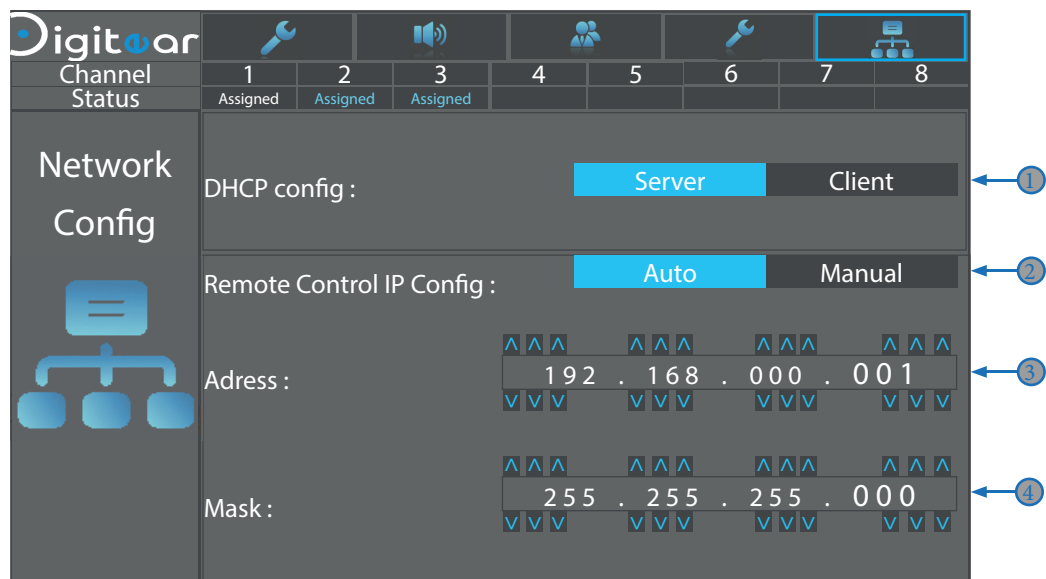 Digitear
Channel 1 2 3 4 5 6 7 8
Status Assigned Assigned Assigned
Network
Config
DHCP config : Server Client 1
Remote Control IP Config : Auto Manual 2
Adress : 192 . 168 . 000 . 001 3
Mask : 255 . 255 . 255 . 000 4